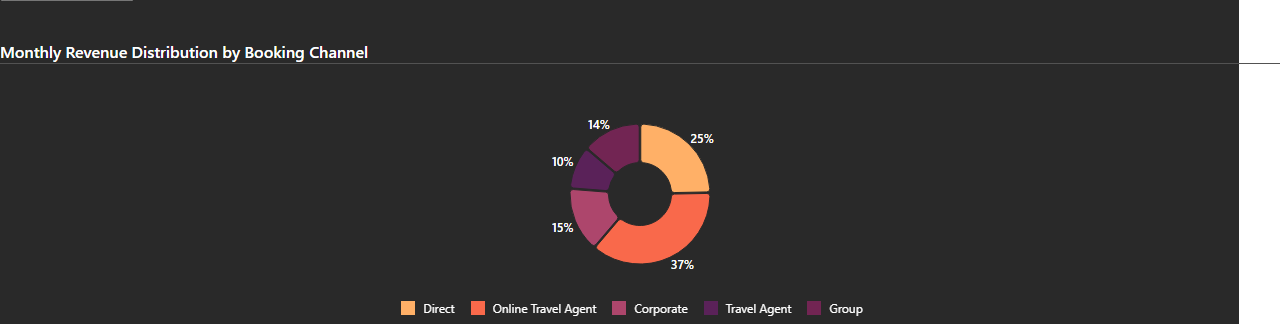 Monthly Revenue Distribution by Booking Channel
14%
25%
10%
15%
37%
Direct Online Travel Agent Corporate Travel Agent Group